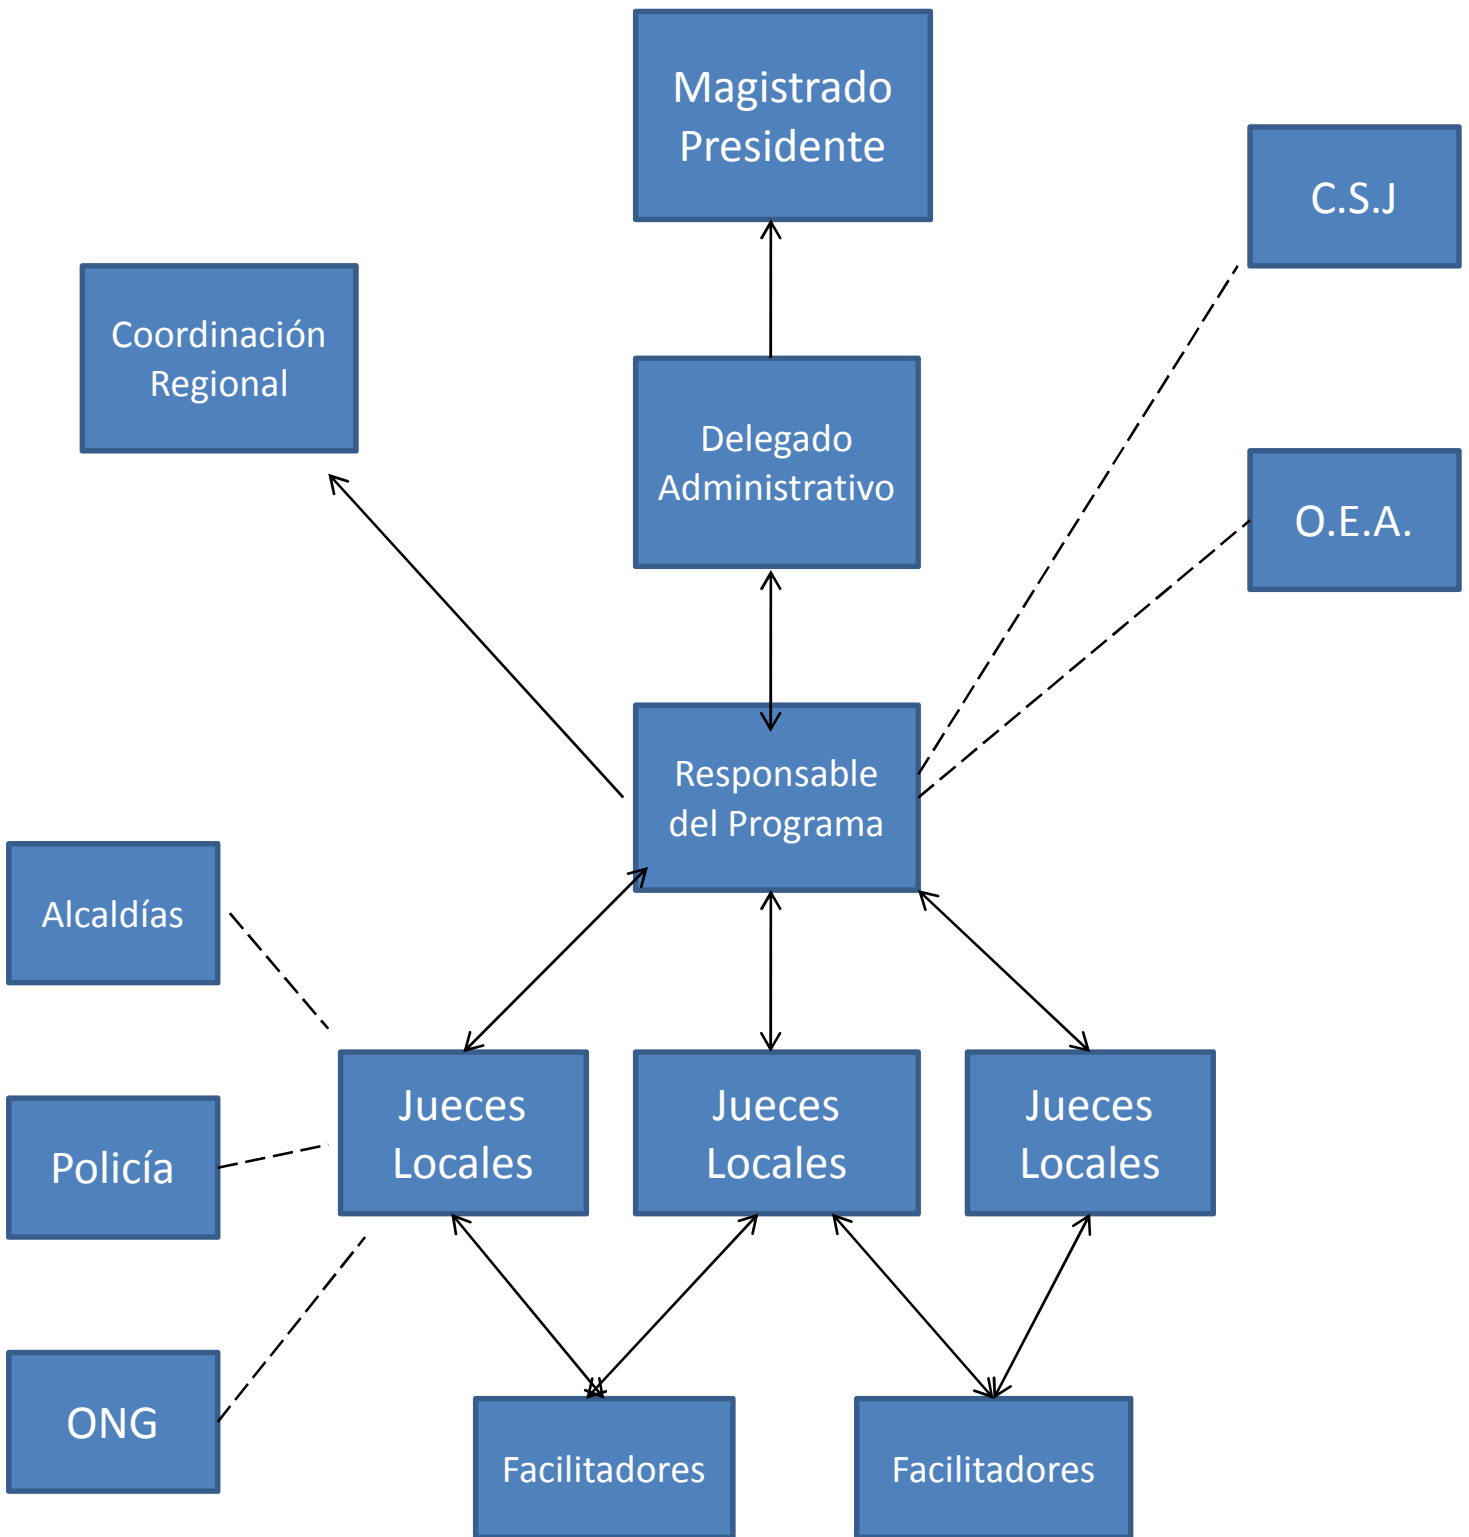 Magistrado
Presidente
C.S.J
Coordinación
Regional
Delegado
Administrativo
O.E.A.
Responsable
del Programa
Alcaldías
Jueces
Locales
Jueces
Locales
Jueces
Locales
Policía
ONG
Facilitadores
Facilitadores